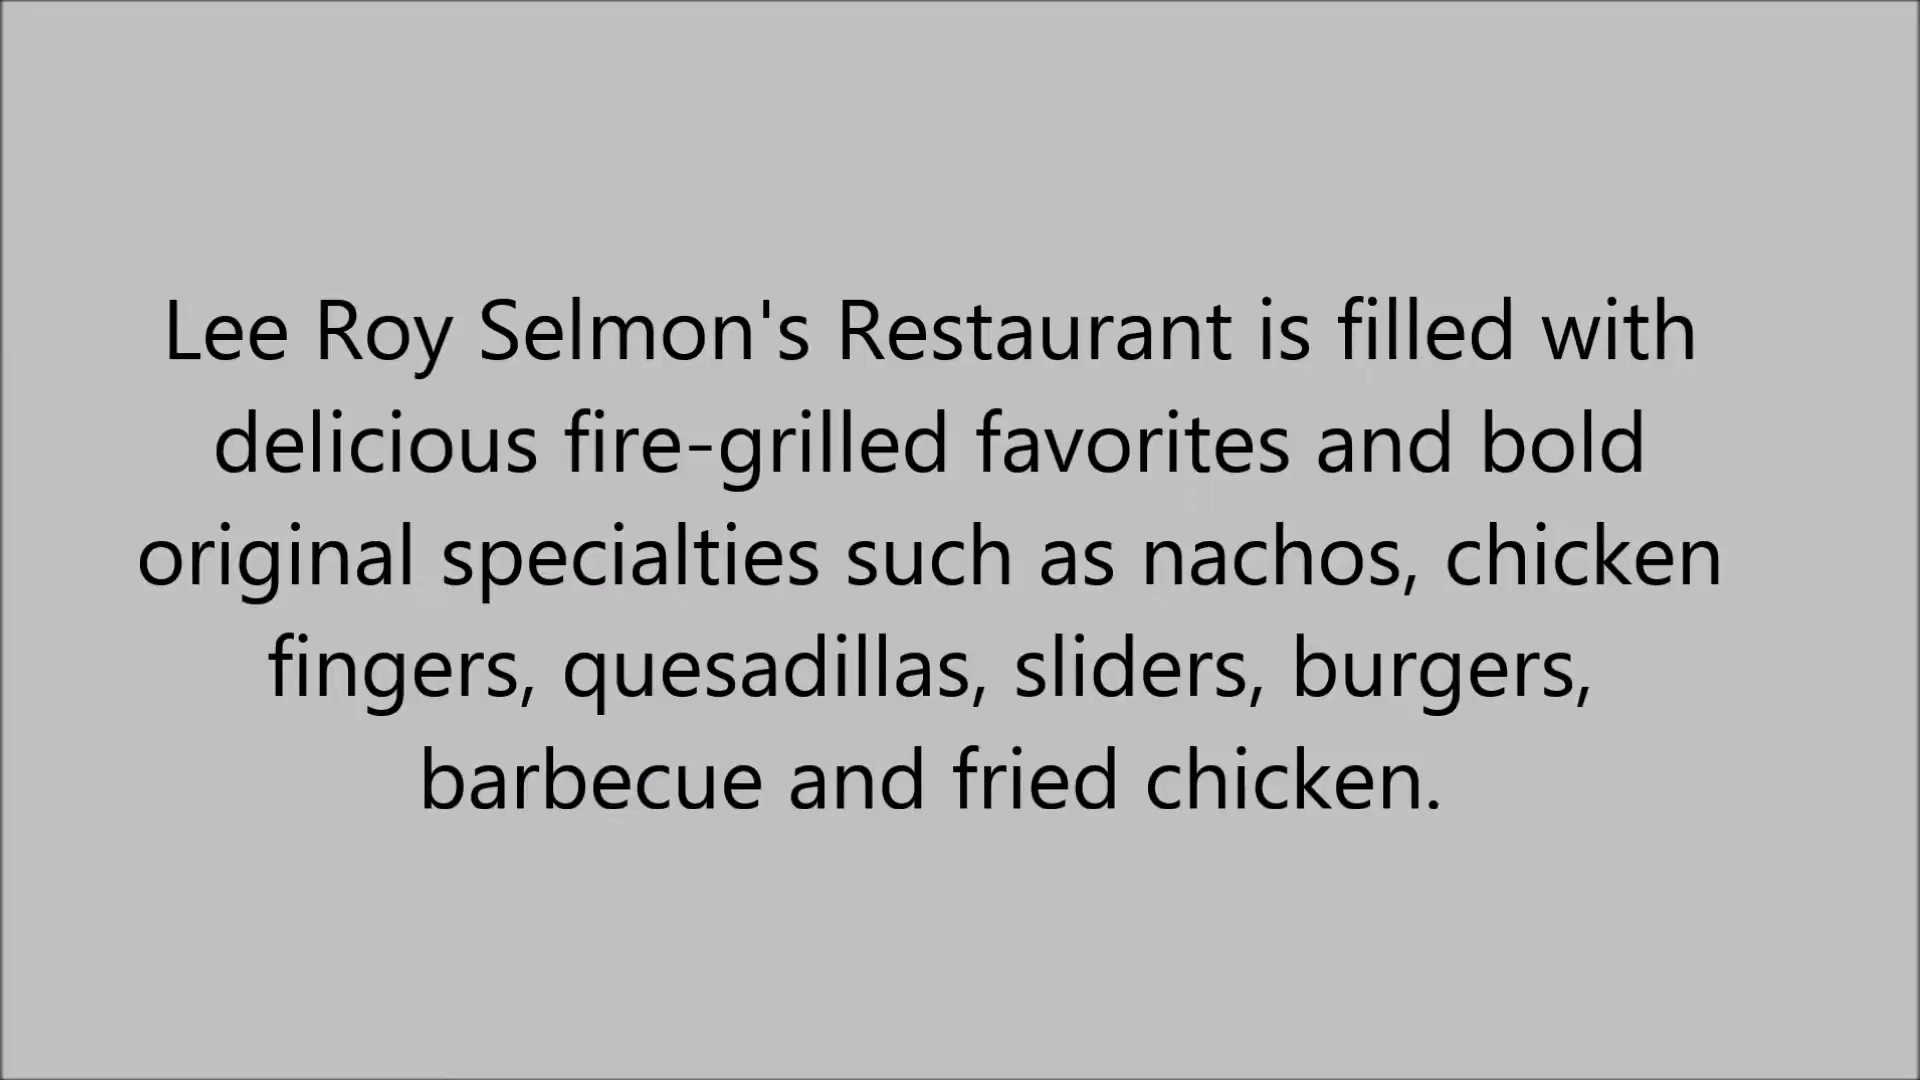 Lee Roy Selmon's Restaurant is filled with
delicious fire-grilled favorites and bold
original specialties such as nachos, chicken
fingers, quesadillas, sliders, burgers,
barbecue and fried chicken.